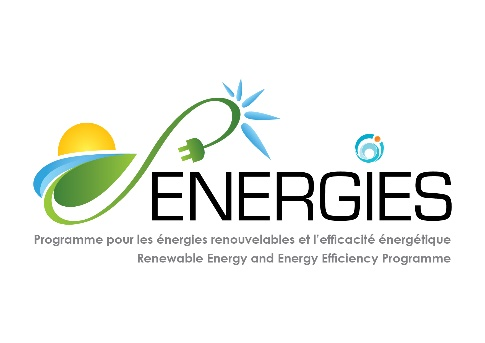 ENERGIES
Programme pour les énergies renouvelables et l'efficacité énergétique
Renewable Energy and Energy Efficiency Programme